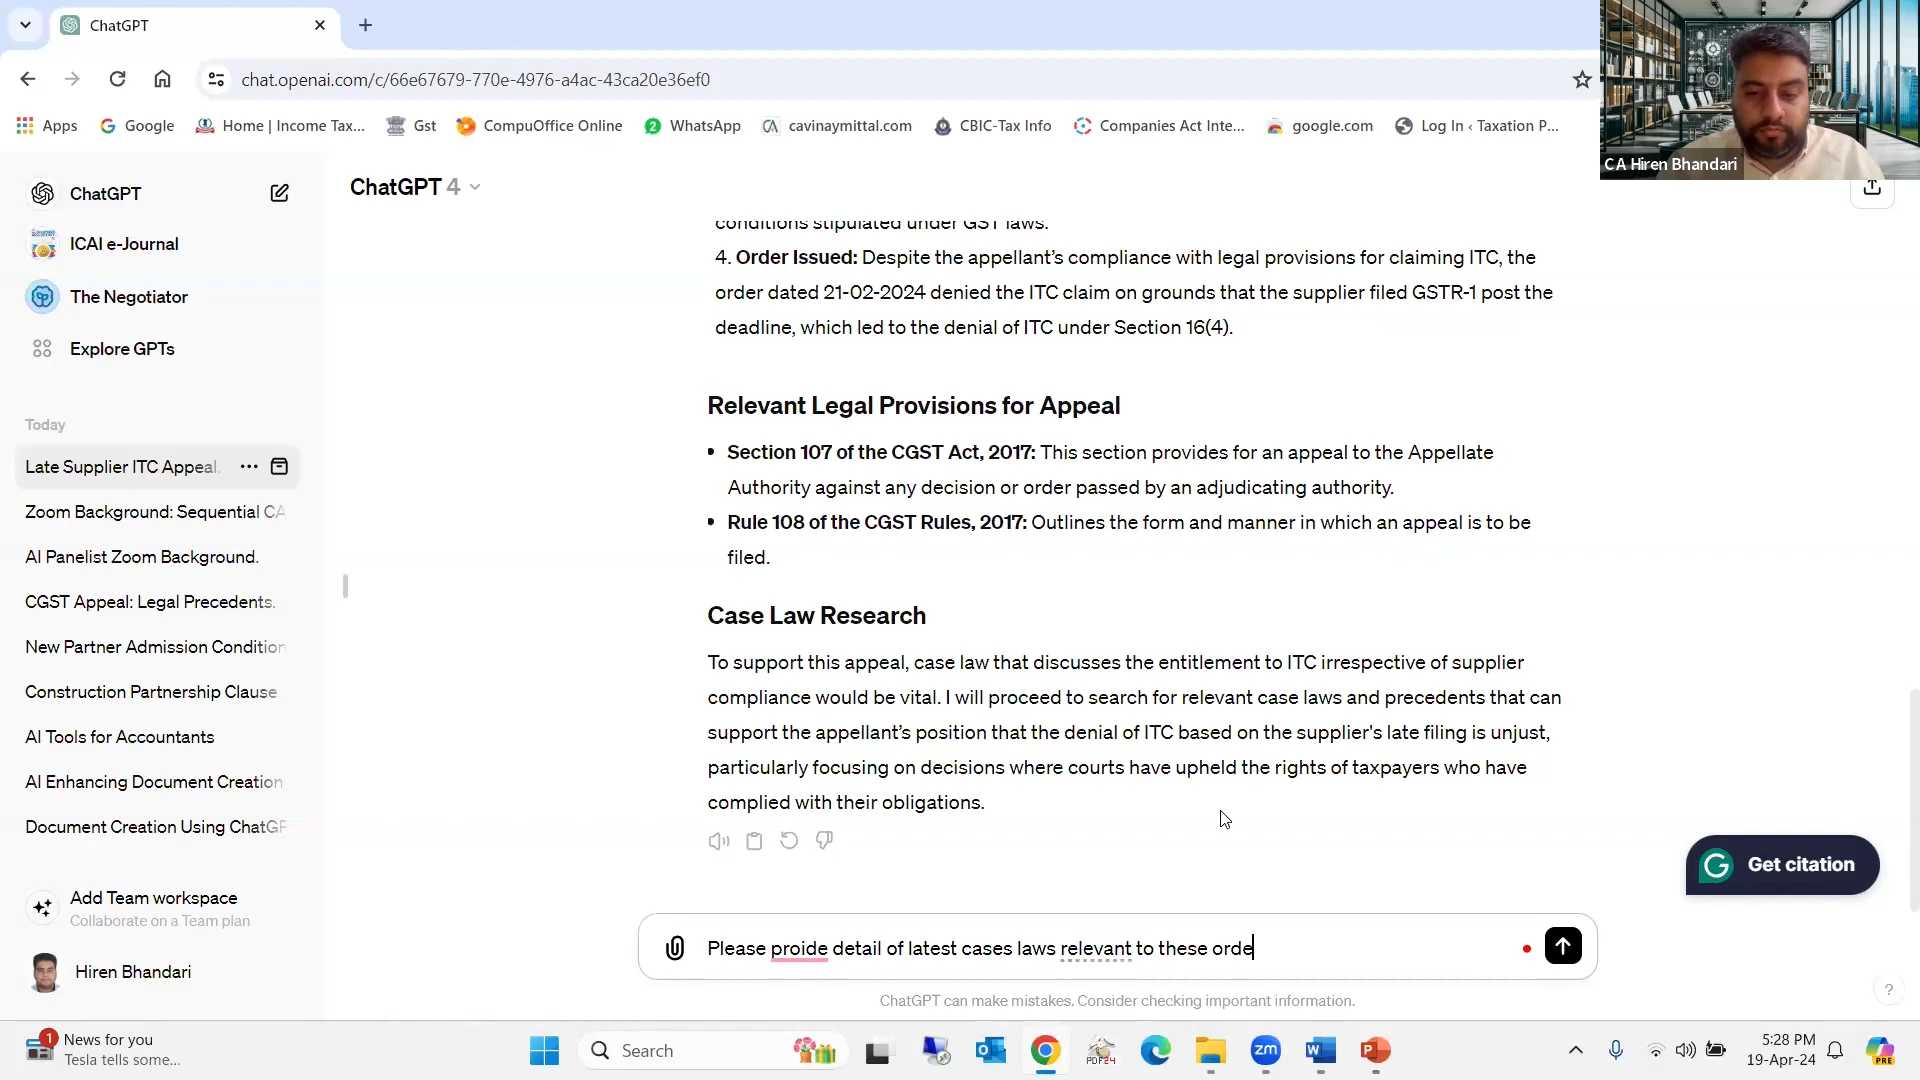 ChatGPT
chat.openai.com/c/66e67679-770e-4976-a4ac-43ca20e36ef0
Apps
Google
Home | Income Tax...
Gst
CompuOffice Online
WhatsApp
cavinaymittal.com
CBIC-Tax Info
Companies Act Inte...
google.com
Log In ‹ Taxation P...
CA Hiren Bhandari
ChatGPT
ICAI e-Journal
The Negotiator
Explore GPTs
Today
Late Supplier ITC Appeal.
Zoom Background: Sequential CA
AI Panelist Zoom Background.
CGST Appeal: Legal Precedents.
New Partner Admission Condition
Construction Partnership Clause
AI Tools for Accountants
AI Enhancing Document Creation
Document Creation Using ChatGP
Add Team workspace
Collaborate on a Team plan
Hiren Bhandari
ChatGPT 4
conditions stipulated under GST laws.
4. Order Issued: Despite the appellant's compliance with legal provisions for claiming ITC, the
order dated 21-02-2024 denied the ITC claim on grounds that the supplier filed GSTR-1 post the
deadline, which led to the denial of ITC under Section 16(4).
Relevant Legal Provisions for Appeal
• Section 107 of the CGST Act, 2017: This section provides for an appeal to the Appellate
Authority against any decision or order passed by an adjudicating authority.
• Rule 108 of the CGST Rules, 2017: Outlines the form and manner in which an appeal is to be
filed.
Case Law Research
To support this appeal, case law that discusses the entitlement to ITC irrespective of supplier
compliance would be vital. I will proceed to search for relevant case laws and precedents that can
support the appellant's position that the denial of ITC based on the supplier's late filing is unjust,
particularly focusing on decisions where courts have upheld the rights of taxpayers who have
complied with their obligations.
Get citation
Please proide detail of latest cases laws relevant to these orde
ChatGPT can make mistakes. Consider checking important information.
?
1
News for you
Tesla tells some...
Search
PDF24
zm
W
P
5:28 PM
19-Apr-24
PRE